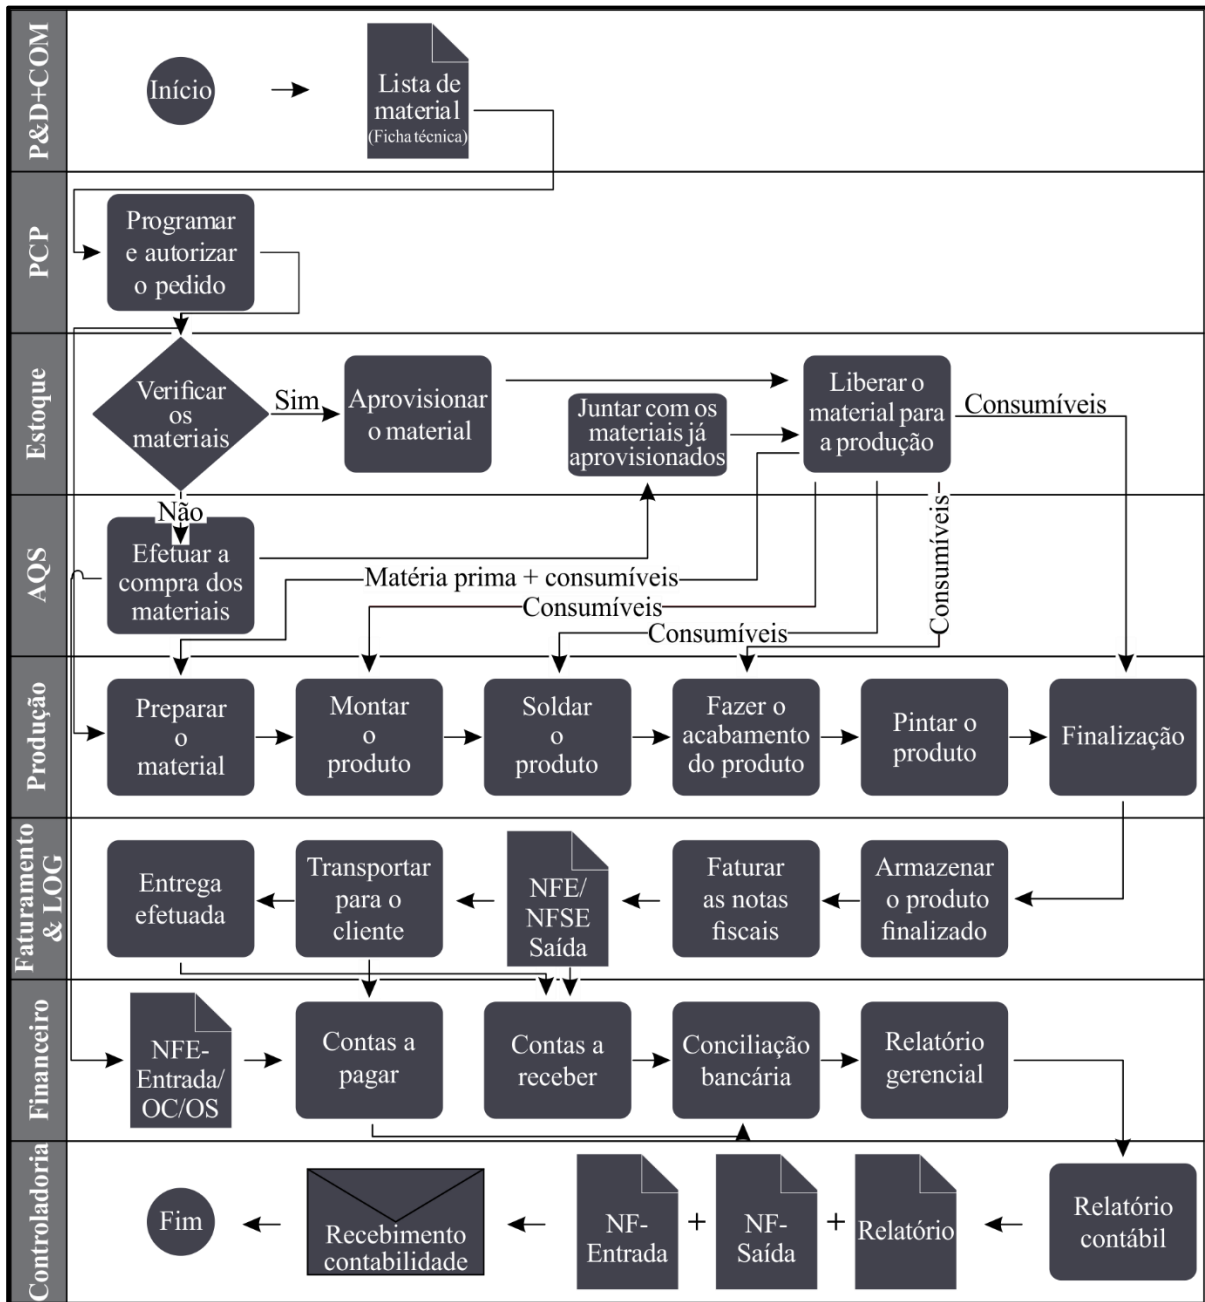 P&D+COM
Início
Lista de
material
(Ficha técnica)
PCP
Programar
e autorizar
o pedido
Estoque
Verificar
os
materiais
Sim
Aprovisionar
o material
Juntar com os
materiais já
aprovisionados
Liberar o
material para
a produção
Consumíveis
AQS
Não
Efetuar a
compra dos
materiais
Matéria prima + consumíveis
Consumíveis
Consumíveis
Consumíveis
Produção
Preparar
o
material
Montar
o
produto
Soldar
o
produto
Fazer o
acabamento
do produto
Pintar o
produto
Finalização
Faturamento
& LOG
Entrega
efetuada
Transportar
para o
cliente
NFE/
NFSE
Saída
Faturar
as notas
fiscais
Armazenar
o produto
finalizado
Financeiro
NFE-
Entrada/
OC/OS
Contas a
pagar
Contas a
receber
Conciliação
bancária
Relatório
gerencial
Controladoria
Fim
Recebimento
contabilidade
NF-
Entrada
+
NF-
Saída
+
Relatório
Relatório
contábil